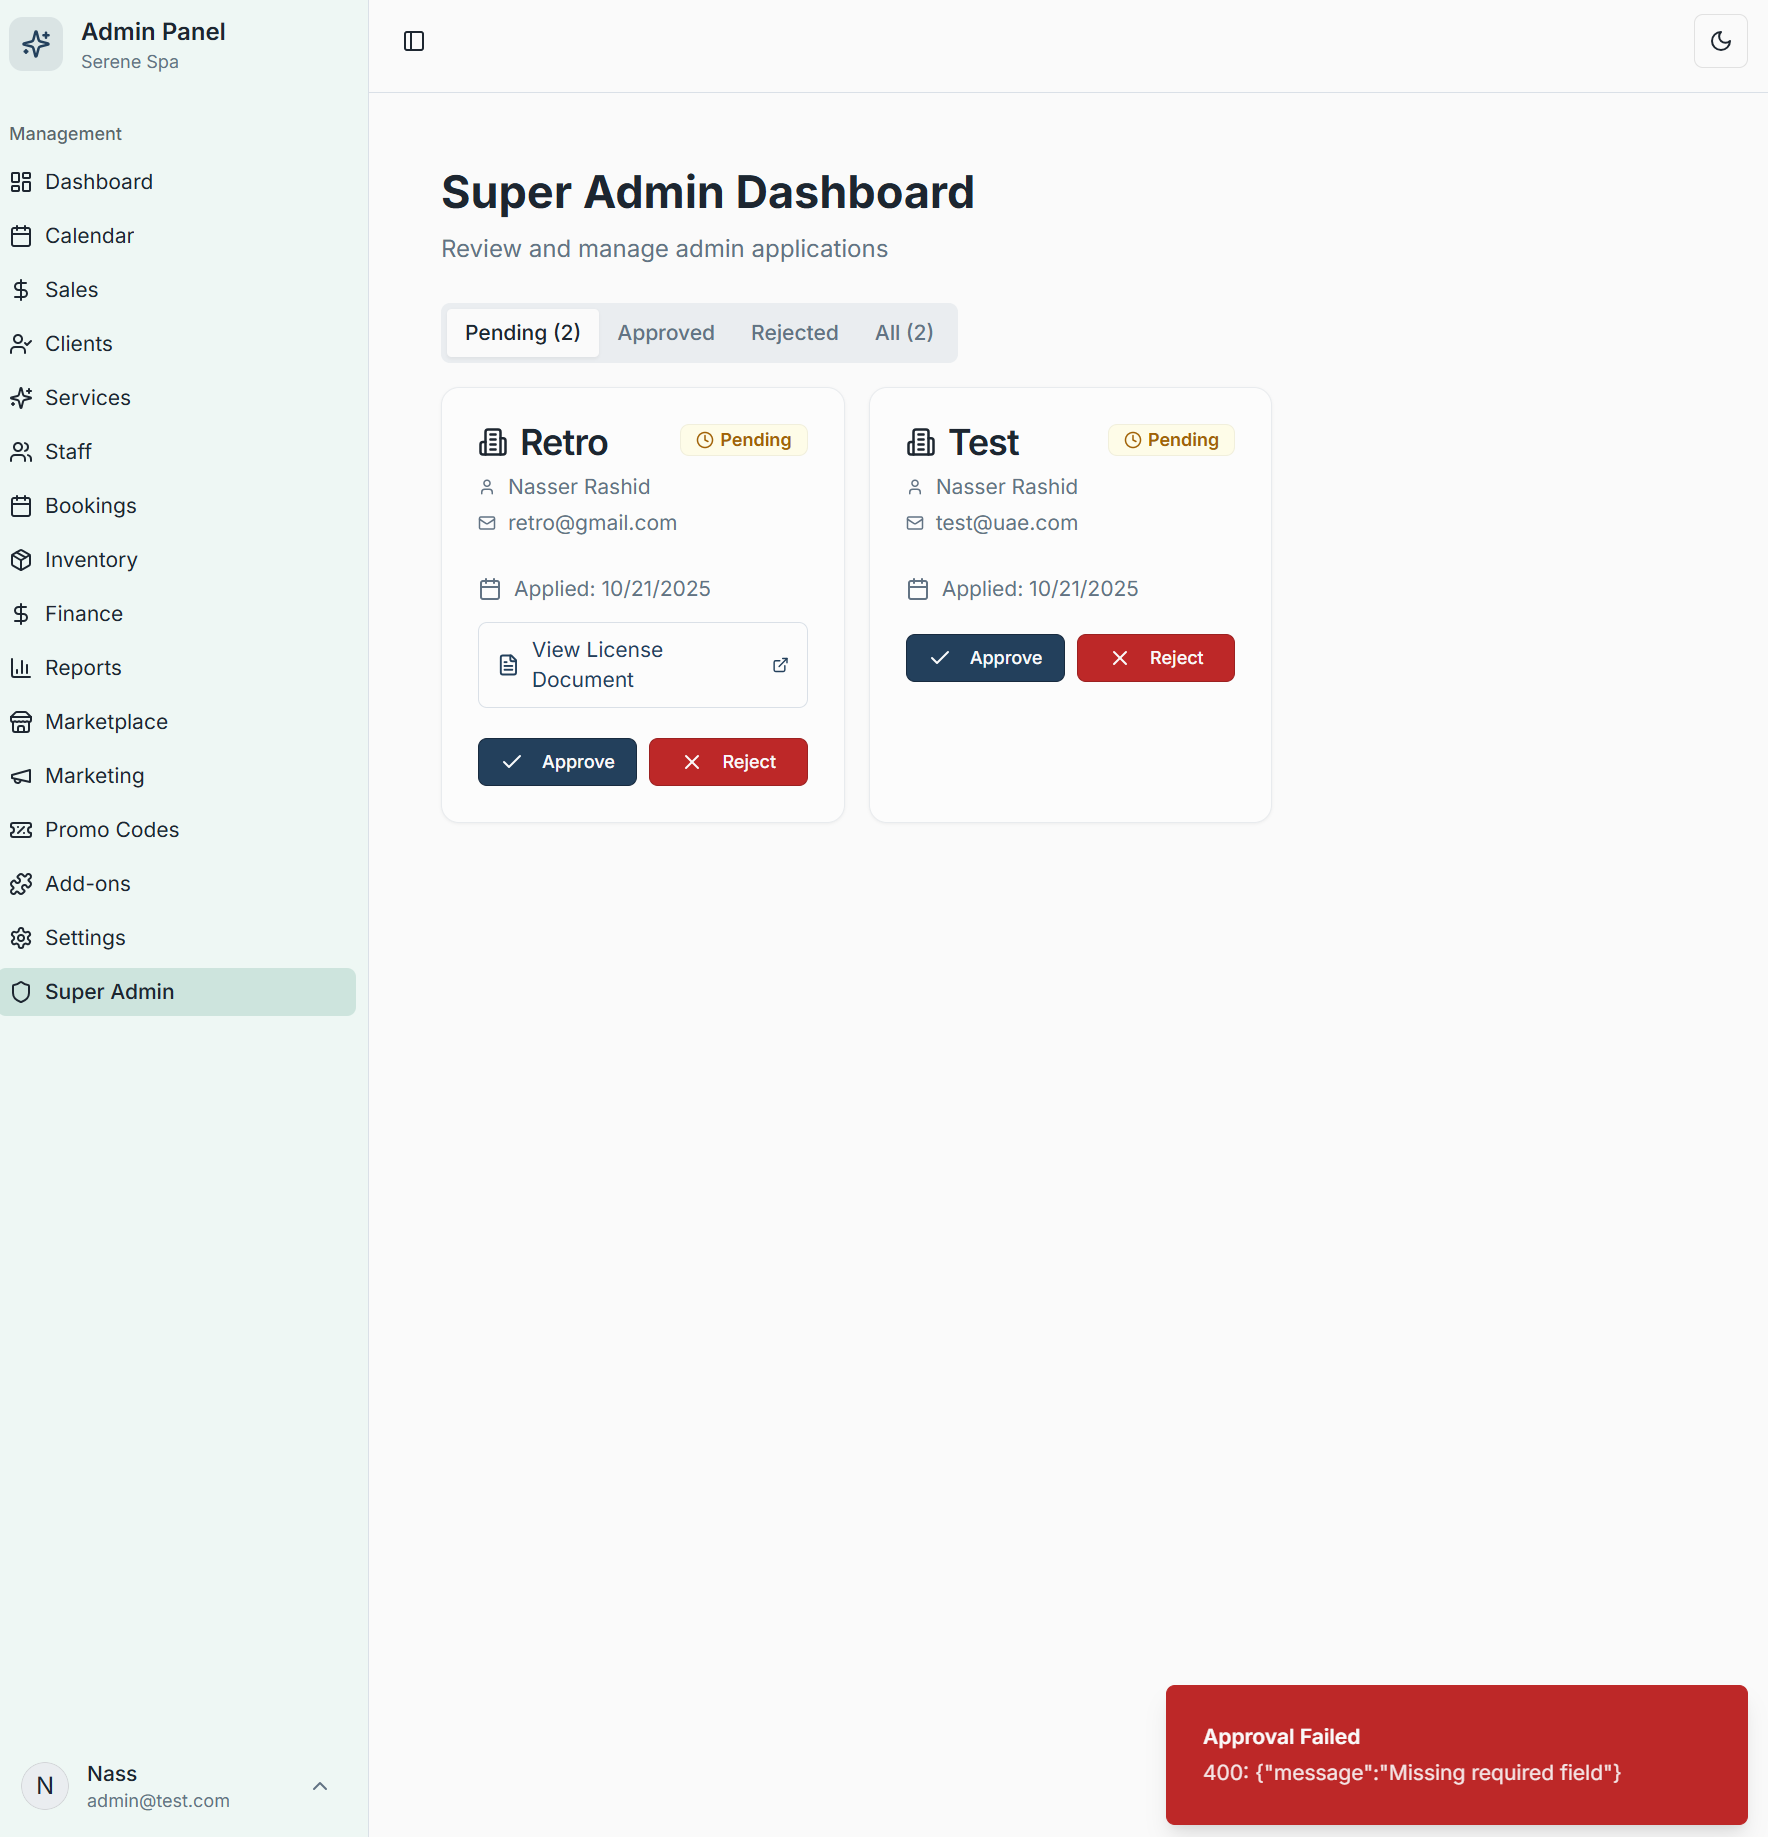 Admin Panel
Serene Spa
Management
Dashboard
Calendar
Sales
Clients
Services
Staff
Bookings
Inventory
Finance
Reports
Marketplace
Marketing
Promo Codes
Add-ons
Settings
Super Admin
N
Nass
admin@test.com
Super Admin Dashboard
Review and manage admin applications
Pending (2)
Approved
Rejected
All (2)
Retro
Pending
Nasser Rashid
retro@gmail.com
Applied: 10/21/2025
View License
Document
Approve
Reject
Test
Pending
Nasser Rashid
test@uae.com
Applied: 10/21/2025
Approve
Reject
Approval Failed
400: {"message":"Missing required field"}